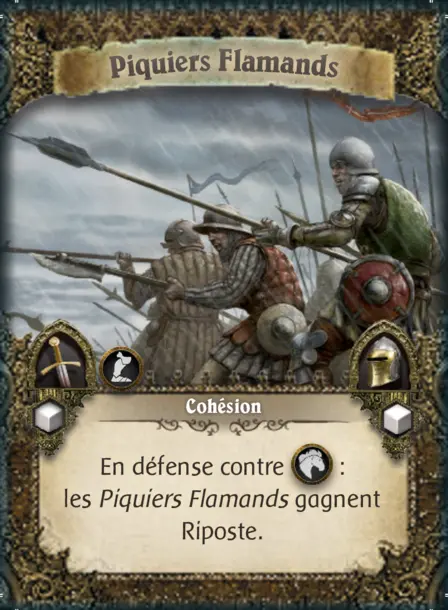 Piquiers Flamands
Cohésion
En défense contre :
les Piquiers Flamands gagnent
Riposte.